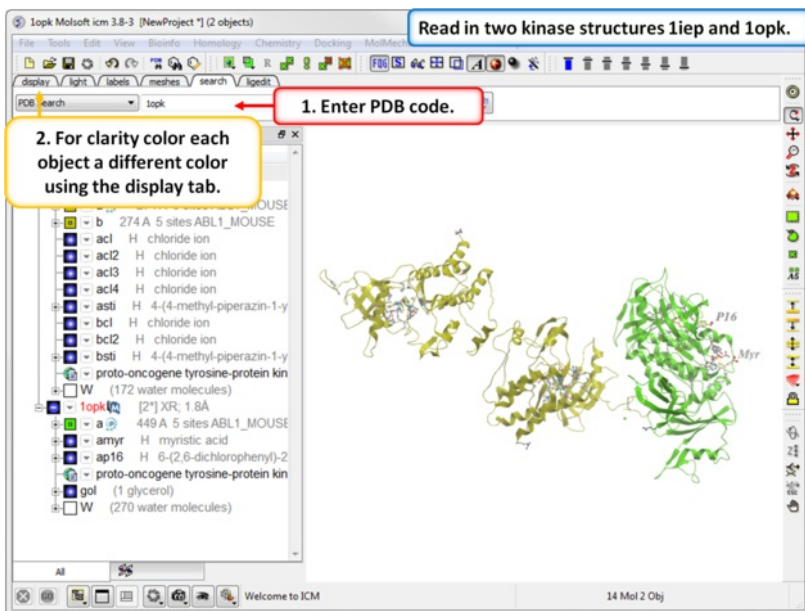 1opk Molsoft icm 3.8-3 [NewProject *] (2 objects)
Read in two kinase structures 1iep and 1opk.
File Tools Edit View Bioinfo Homology Chemistry Docking MolMech
display light labels meshes search ligedit
PDB Search 1opk
1. Enter PDB code.
2. For clarity color each
object a different color
using the display tab.
b 274 A 5 sites ABL1_MOUSE
acl H chloride ion
acl2 H chloride ion
acl3 H chloride ion
acl4 H chloride ion
asti H 4-(4-methyl-piperazin-1-y
bcl H chloride ion
bcl2 H chloride ion
bsti H 4-(4-methyl-piperazin-1-y
proto-oncogene tyrosine-protein kin
W (172 water molecules)
1opk [2*] XR; 1.8Å
a 449 A 5 sites ABL1_MOUSE
amyr H myristic acid
ap16 H 6-(2,6-dichlorophenyl)-2
proto-oncogene tyrosine-protein kin
gol (1 glycerol)
W (270 water molecules)
P16
Myr
All
Welcome to ICM
14 Mol 2 Obj